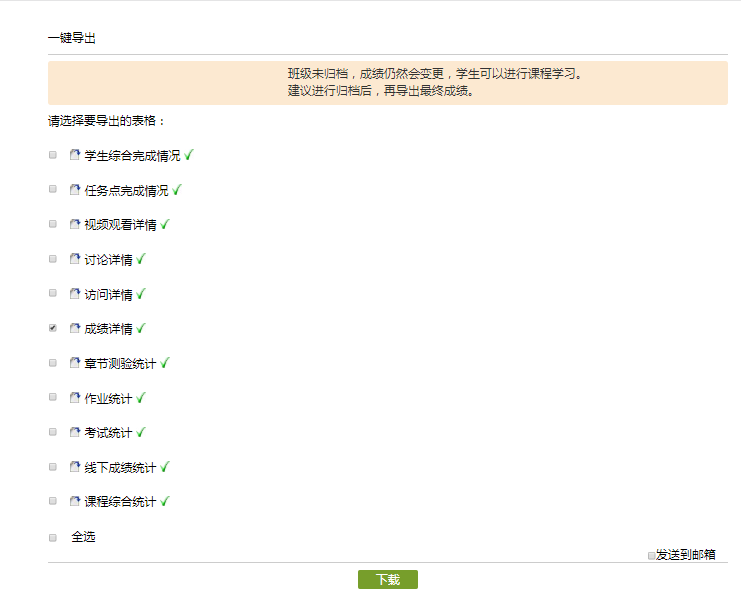 一键导出
班级未归档，成绩仍然会变更，学生可以进行课程学习。
建议进行归档后，再导出最终成绩。
请选择要导出的表格：
学生综合完成情况
任务点完成情况
视频观看详情
讨论详情
访问详情
成绩详情
章节测验统计
作业统计
考试统计
线下成绩统计
课程综合统计
全选
发送到邮箱
下载